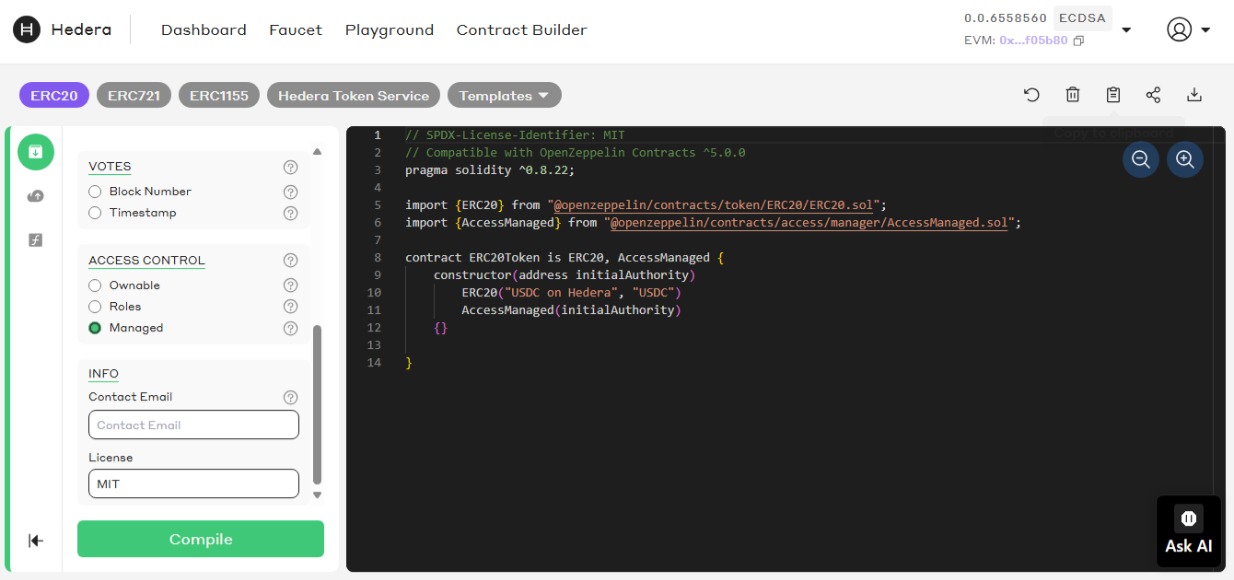 Hedera
Dashboard Faucet Playground Contract Builder
0.0.6558560 ECDSA
EVM: 0x...f05b80
ERC20 ERC721 ERC1155 Hedera Token Service Templates
Copy to clipboard
VOTES
Block Number
Timestamp
ACCESS CONTROL
Ownable
Roles
Managed
INFO
Contact Email
Contact Email
License
MIT
Compile
1 // SPDX-License-Identifier: MIT
2 // Compatible with OpenZeppelin Contracts ^5.0.0
3 pragma solidity ^0.8.22;
4
5 import {ERC20} from "@openzeppelin/contracts/token/ERC20/ERC20.sol";
6 import {AccessManaged} from "@openzeppelin/contracts/access/manager/AccessManaged.sol";
7
8 contract ERC20Token is ERC20, AccessManaged {
9 constructor(address initialAuthority)
10 ERC20("USDC on Hedera", "USDC")
11 AccessManaged(initialAuthority)
12 {}
13
14 }
Ask AI